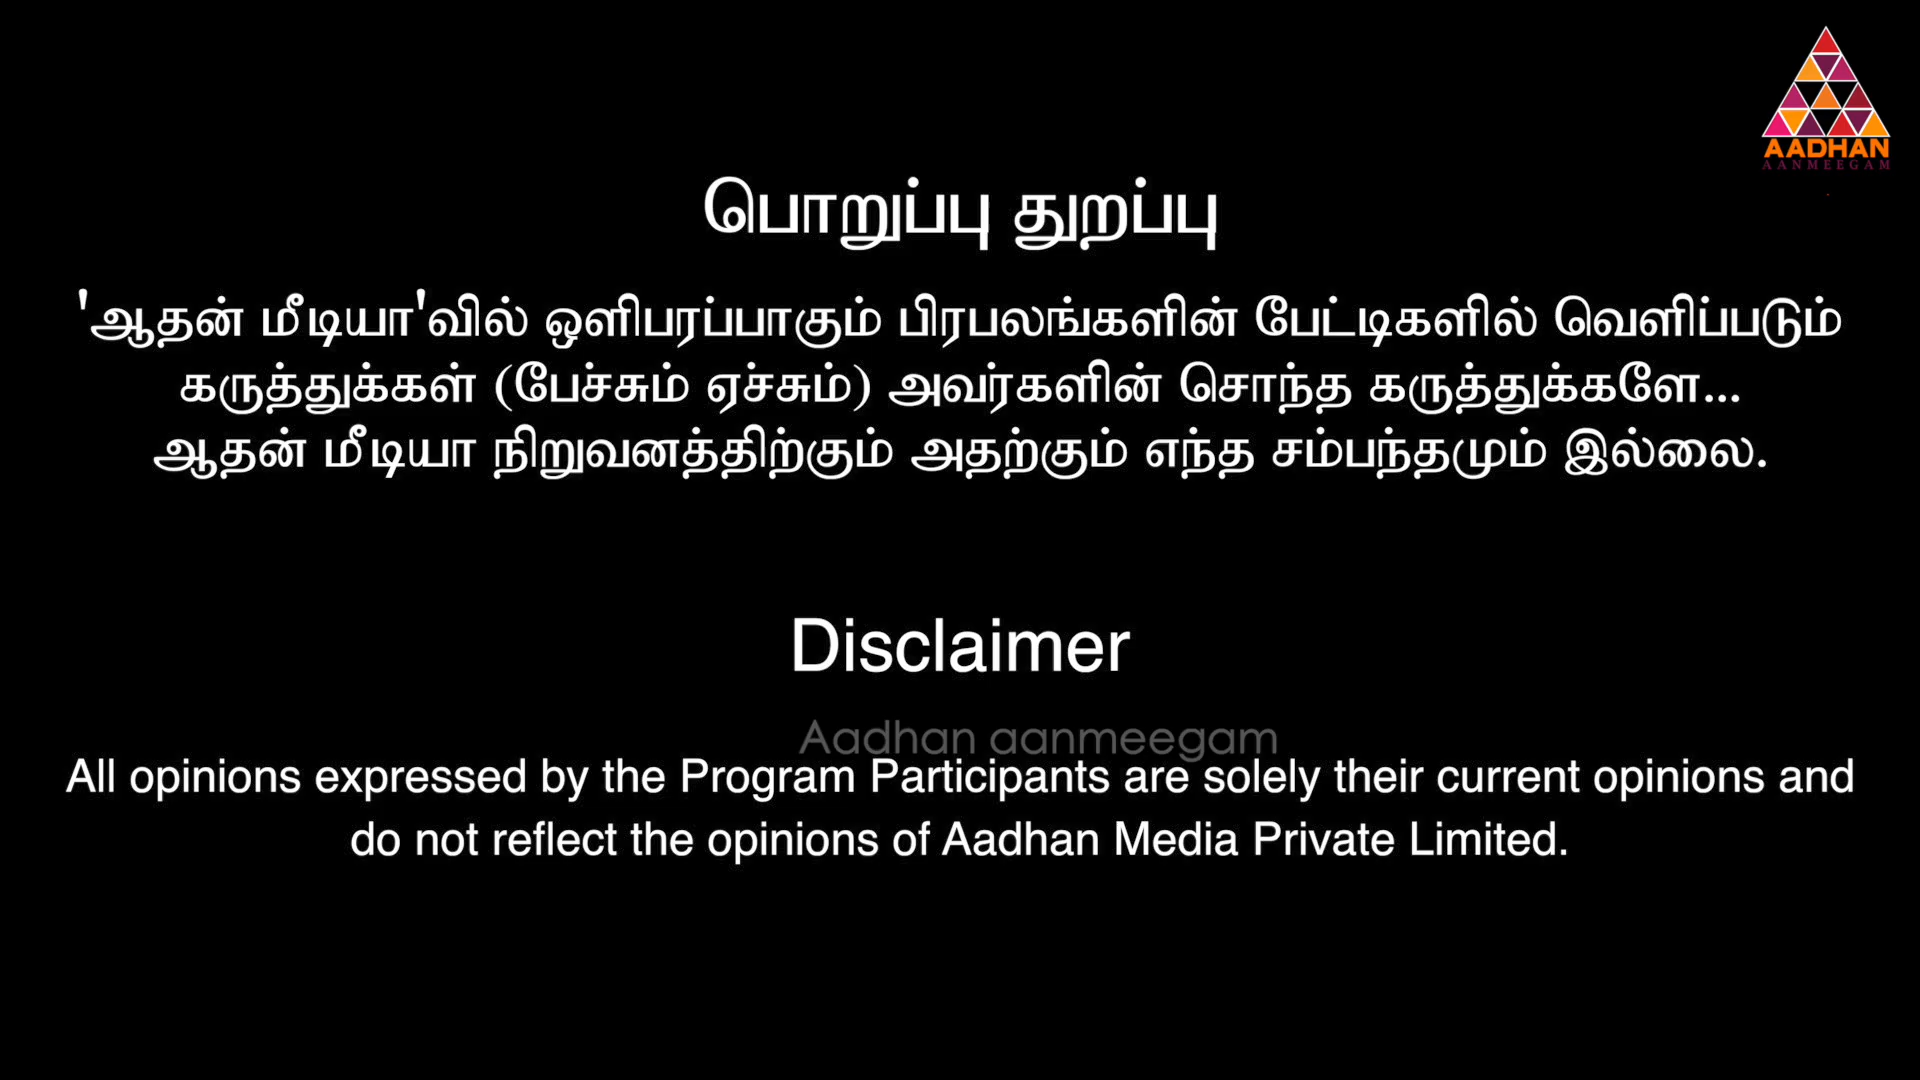 AADHAN
AANMEEGAM
பொறுப்பு துறப்பு
'ஆதன் மீடியா'வில் ஒளிபரப்பாகும் பிரபலங்களின் பேட்டிகளில் வெளிப்படும்
கருத்துக்கள் (பேச்சும் ஏச்சும்) அவர்களின் சொந்த கருத்துக்களே...
ஆதன் மீடியா நிறுவனத்திற்கும் அதற்கும் எந்த சம்பந்தமும் இல்லை.
Disclaimer
Aadhan aanmeegam
All opinions expressed by the Program Participants are solely their current opinions and
do not reflect the opinions of Aadhan Media Private Limited.